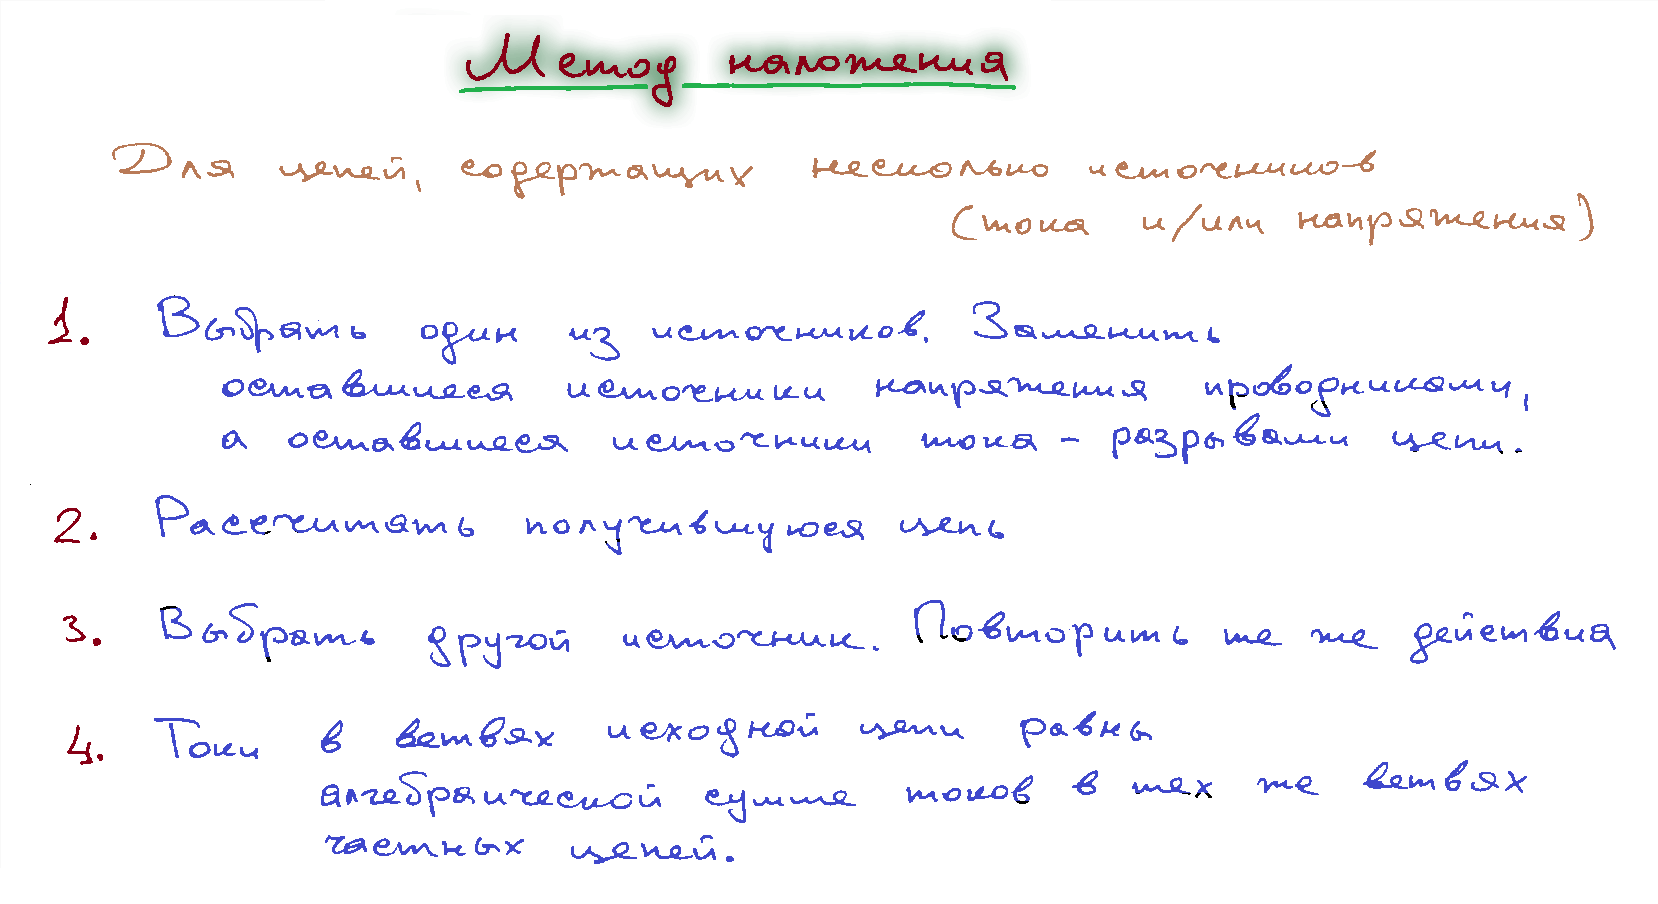 Метод наложения
Для цепей, содержащих несколько источников
(тока и/или напряжения)
1. Выбрать один из источников. Заменить
оставшиеся источники напряжения проводниками,
а оставшиеся источники тока – разрывами цепи.
2. Рассчитать получившуюся цепь
3. Выбрать другой источник. Повторить те же действия
4. Токи в ветвях исходной цепи равны
алгебраической сумме токов в тех же ветвях
частных цепей.